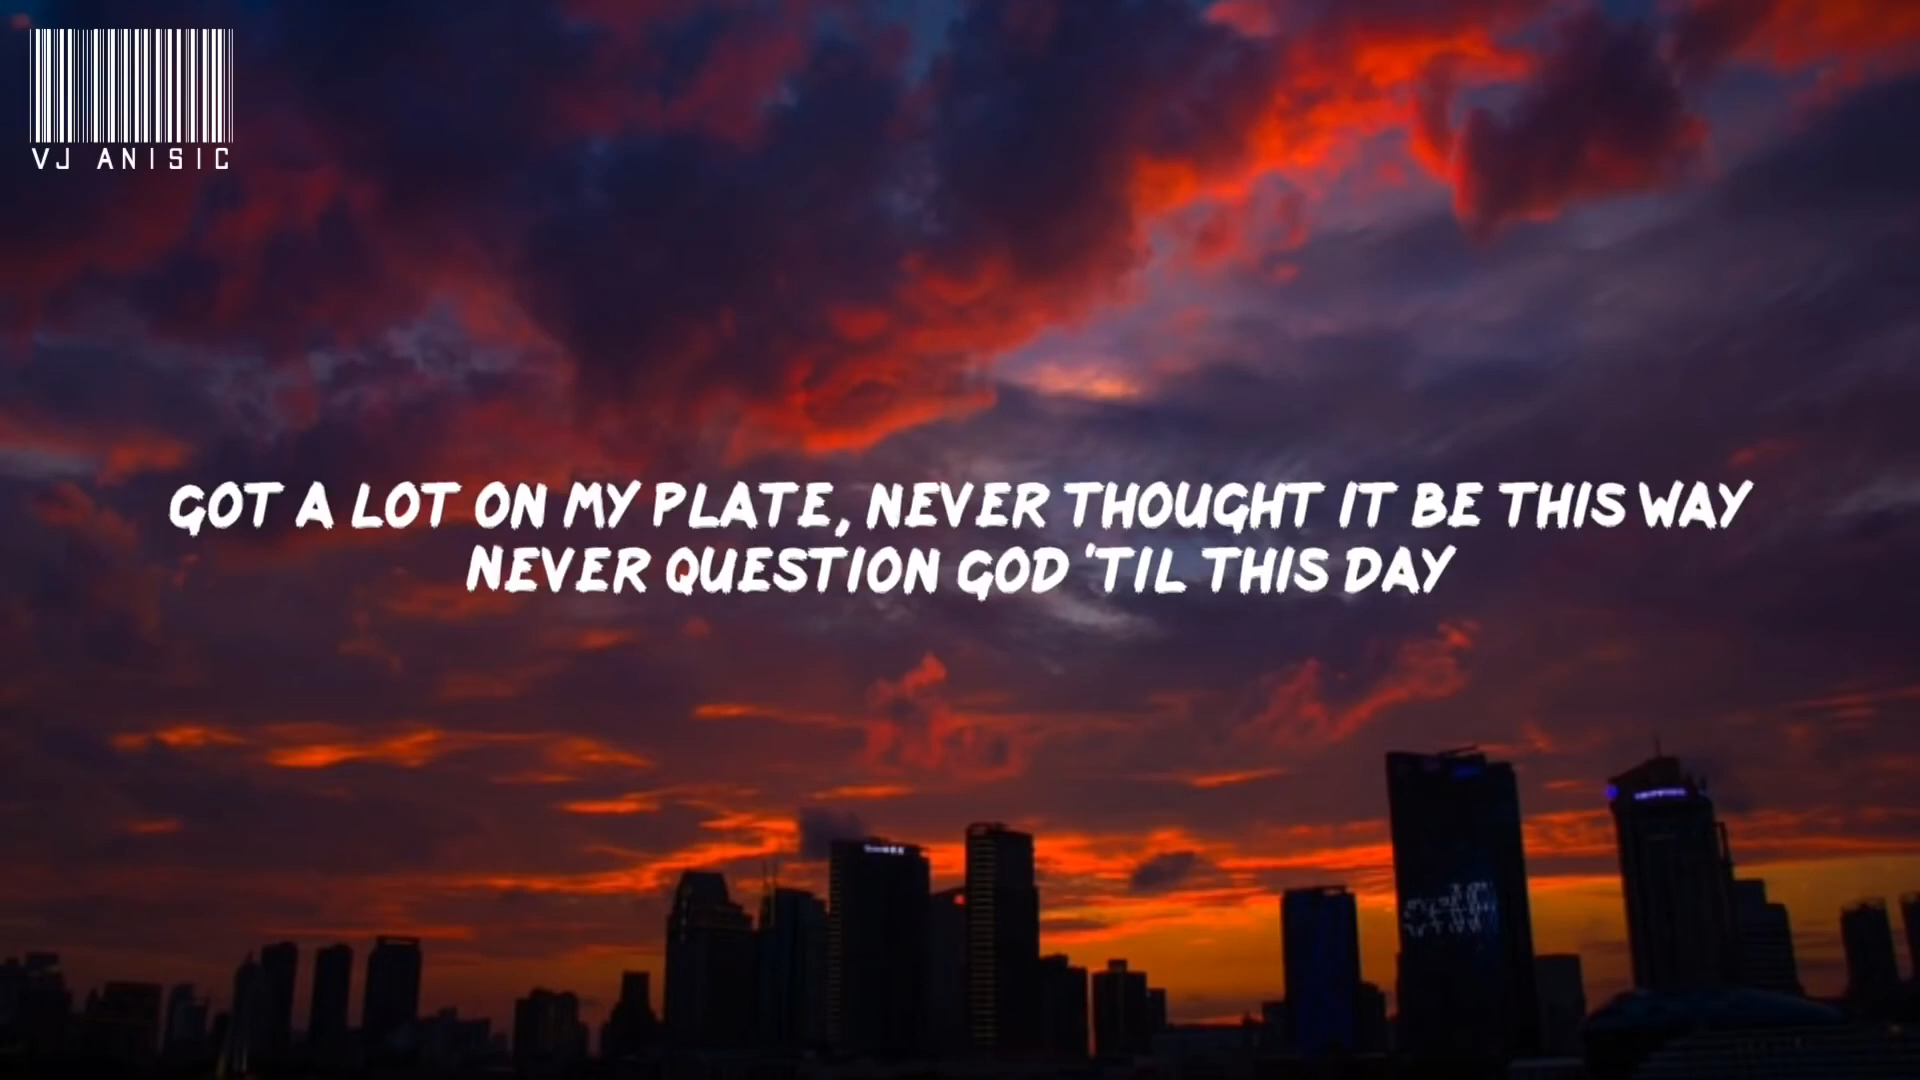 VJ ANISIC
GOT A LOT ON MY PLATE, NEVER THOUGHT IT BE THIS WAY
NEVER QUESTION GOD 'TIL THIS DAY